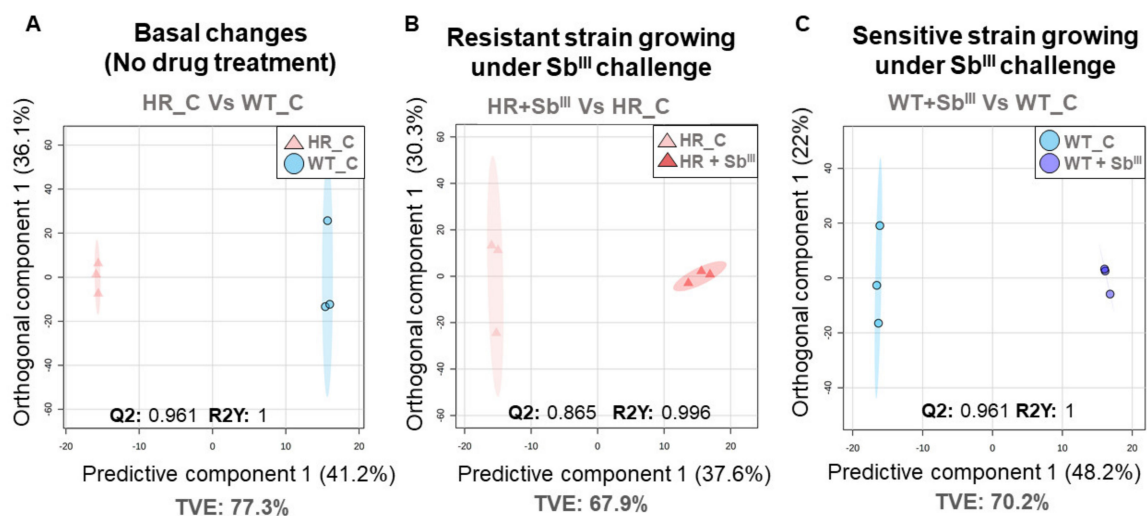 A
Basal changes
(No drug treatment)
HR_C Vs WT_C
Orthogonal component 1 (36.1%)
60
40
20
0
-20
-40
-60
HR_C
WT_C
Q2: 0.961 R2Y: 1
-20
-10
0
10
20
Predictive component 1 (41.2%)
TVE: 77.3%
B
Resistant strain growing
under Sbᴵᴵᴵ challenge
HR+Sbᴵᴵᴵ Vs HR_C
Orthogonal component 1 (30.3%)
60
40
20
0
-20
-40
-60
HR_C
HR + Sbᴵᴵᴵ
Q2: 0.865 R2Y: 0.996
-20
-10
0
10
20
Predictive component 1 (37.6%)
TVE: 67.9%
C
Sensitive strain growing
under Sbᴵᴵᴵ challenge
WT+Sbᴵᴵᴵ Vs WT_C
Orthogonal component 1 (22%)
40
20
0
-20
-40
WT_C
WT + Sbᴵᴵᴵ
Q2: 0.961 R2Y: 1
-20
-10
0
10
20
Predictive component 1 (48.2%)
TVE: 70.2%